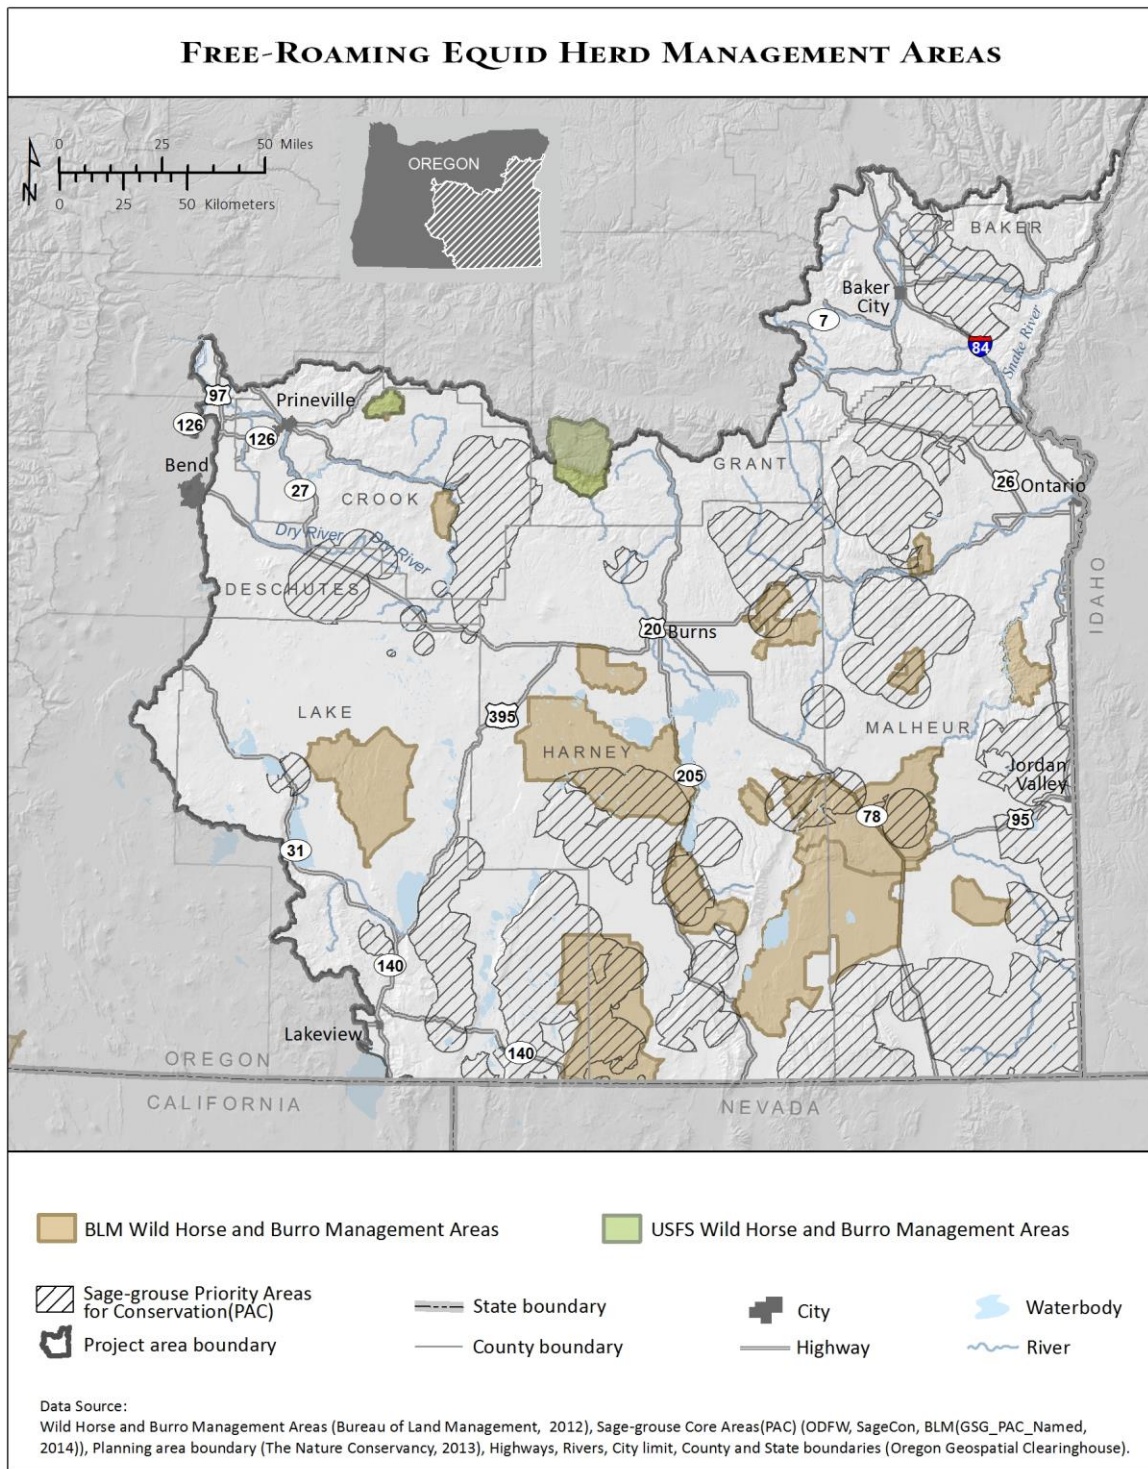 FREE-ROAMING EQUID HERD MANAGEMENT AREAS
0 25 50 Miles
0 25 50 Kilometers
N
OREGON
BAKER
Baker
City
7
84
Snake River
97
Prineville
126
126
Bend
27
CROOK
GRANT
26
Ontario
Dry River
Dry River
DESCHUTES
IDAHO
20
Burns
LAKE
395
HARNEY
MALHEUR
205
Jordan
Valley
78
95
31
140
Lakeview
140
OREGON
CALIFORNIA
NEVADA
BLM Wild Horse and Burro Management Areas
USFS Wild Horse and Burro Management Areas
Sage-grouse Priority Areas
for Conservation(PAC)
State boundary
City
Waterbody
Project area boundary
County boundary
Highway
River
Data Source:
Wild Horse and Burro Management Areas (Bureau of Land Management, 2012), Sage-grouse Core Areas(PAC) (ODFW, SageCon, BLM(GSG_PAC_Named,
2014)), Planning area boundary (The Nature Conservancy, 2013), Highways, Rivers, City limit, County and State boundaries (Oregon Geospatial Clearinghouse).